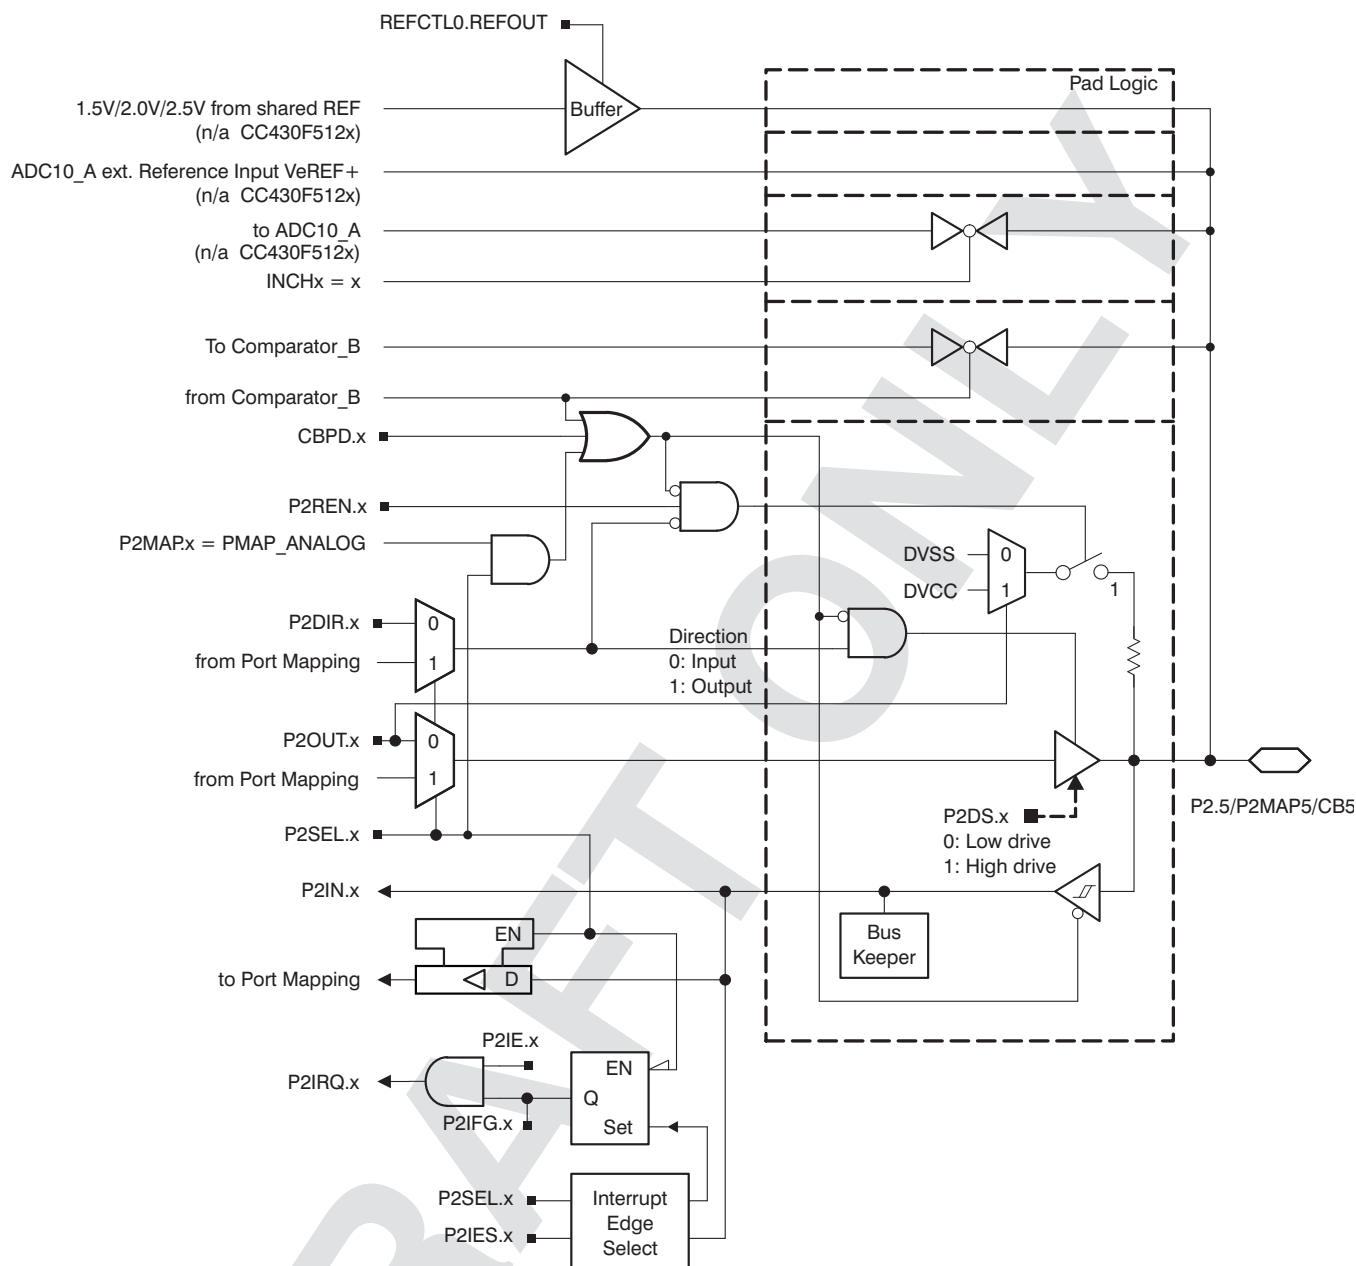 REFCTL0.REFOUT
Pad Logic
Buffer
1.5V/2.0V/2.5V from shared REF
(n/a CC430F512x)
ADC10_A ext. Reference Input VeREF+
(n/a CC430F512x)
to ADC10_A
(n/a CC430F512x)
INCHx = x
To Comparator_B
from Comparator_B
CBPD.x
P2REN.x
P2MAP.x = PMAP_ANALOG
DVSS
0
DVCC
1
1
P2DIR.x
0
from Port Mapping
1
Direction
0: Input
1: Output
P2OUT.x
0
from Port Mapping
1
P2SEL.x
P2DS.x
0: Low drive
1: High drive
P2.5/P2MAP5/CB5
P2IN.x
EN
Bus
Keeper
to Port Mapping
D
P2IE.x
P2IRQ.x
EN
Q
P2IFG.x
Set
P2SEL.x
P2IES.x
Interrupt
Edge
Select
RAFT ONLY